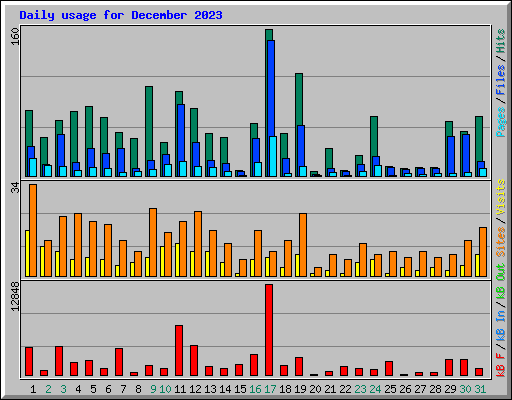 Daily usage for December 2023
160
Pages/Files/Hits
34
Sites/Visits
12848
kB F/kB In/kB Out
1 2 3 4 5 6 7 8 9 10 11 12 13 14 15 16 17 18 19 20 21 22 23 24 25 26 27 28 29 30 31